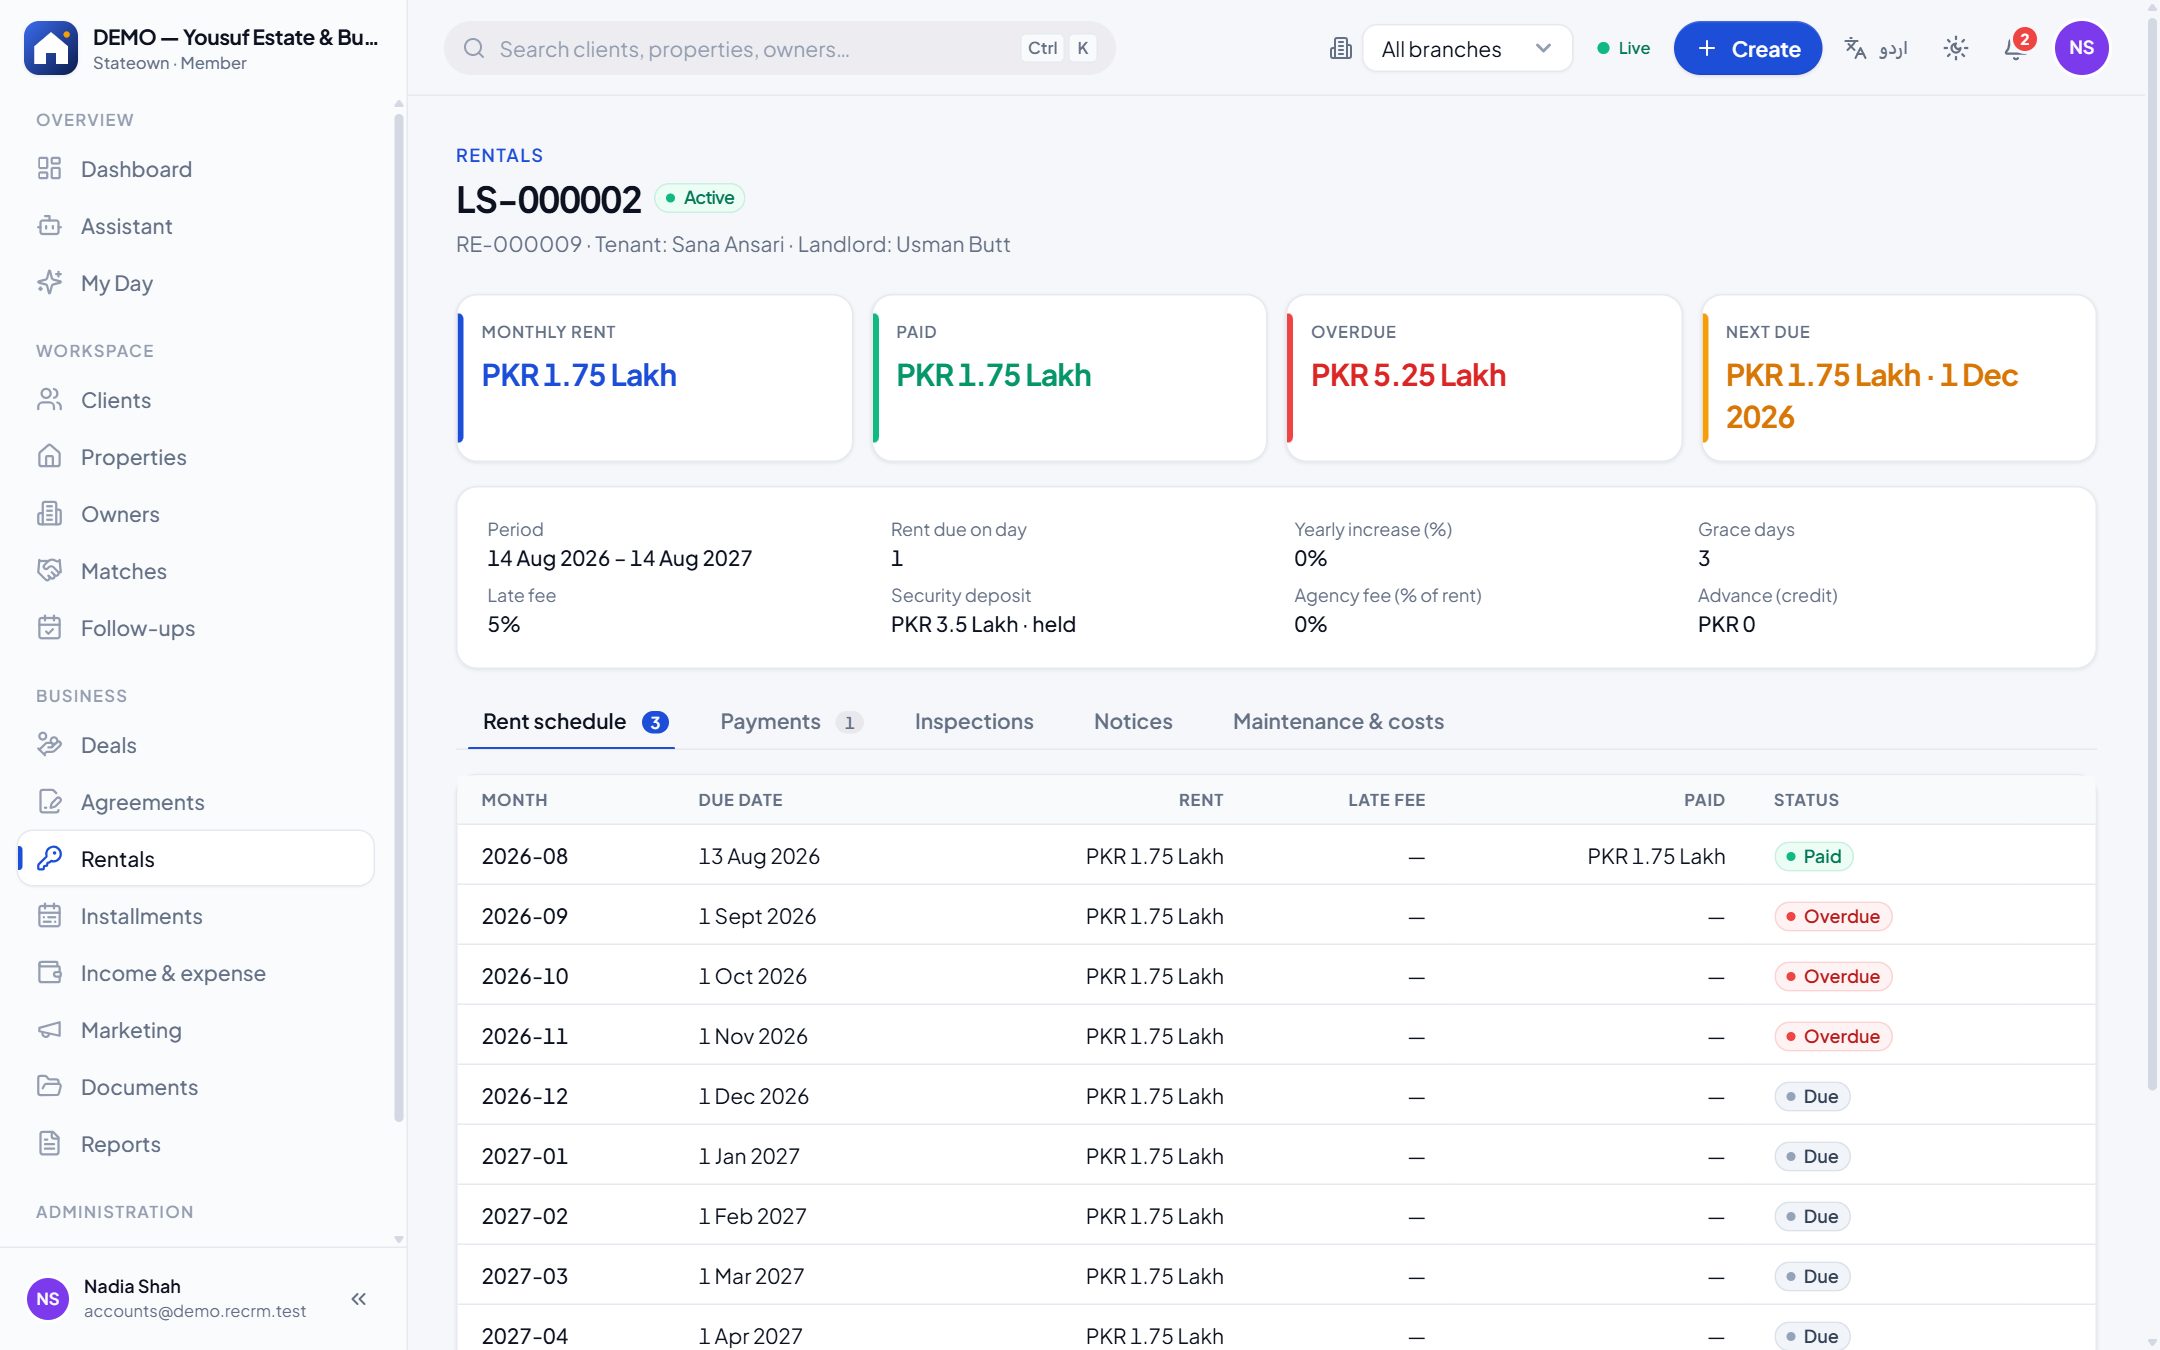 DEMO — Yousuf Estate & Bu...
Stateown · Member
OVERVIEW
Dashboard
Assistant
My Day
WORKSPACE
Clients
Properties
Owners
Matches
Follow-ups
BUSINESS
Deals
Agreements
Rentals
Installments
Income & expense
Marketing
Documents
Reports
ADMINISTRATION
NS
Nadia Shah
accounts@demo.recrm.test
Search clients, properties, owners... Ctrl K
All branches
Live
Create
اردو
2
NS
RENTALS
LS-000002 Active
RE-000009 · Tenant: Sana Ansari · Landlord: Usman Butt
MONTHLY RENT
PKR 1.75 Lakh
PAID
PKR 1.75 Lakh
OVERDUE
PKR 5.25 Lakh
NEXT DUE
PKR 1.75 Lakh · 1 Dec
2026
Period
14 Aug 2026 – 14 Aug 2027
Rent due on day
1
Yearly increase (%)
0%
Grace days
3
Late fee
5%
Security deposit
PKR 3.5 Lakh · held
Agency fee (% of rent)
0%
Advance (credit)
PKR 0
Rent schedule 3 Payments 1 Inspections Notices Maintenance & costs
MONTH DUE DATE RENT LATE FEE PAID STATUS
2026-08 13 Aug 2026 PKR 1.75 Lakh — PKR 1.75 Lakh Paid
2026-09 1 Sept 2026 PKR 1.75 Lakh — — Overdue
2026-10 1 Oct 2026 PKR 1.75 Lakh — — Overdue
2026-11 1 Nov 2026 PKR 1.75 Lakh — — Overdue
2026-12 1 Dec 2026 PKR 1.75 Lakh — — Due
2027-01 1 Jan 2027 PKR 1.75 Lakh — — Due
2027-02 1 Feb 2027 PKR 1.75 Lakh — — Due
2027-03 1 Mar 2027 PKR 1.75 Lakh — — Due
2027-04 1 Apr 2027 PKR 1.75 Lakh — — Due